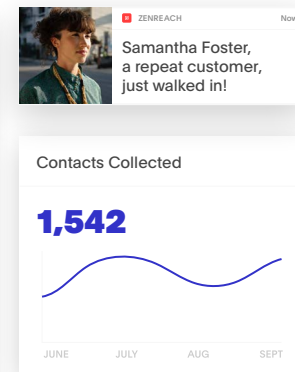 ZENREACH Now
Samantha Foster,
a repeat customer,
just walked in!
Contacts Collected
1,542
JUNE JULY AUG SEPT